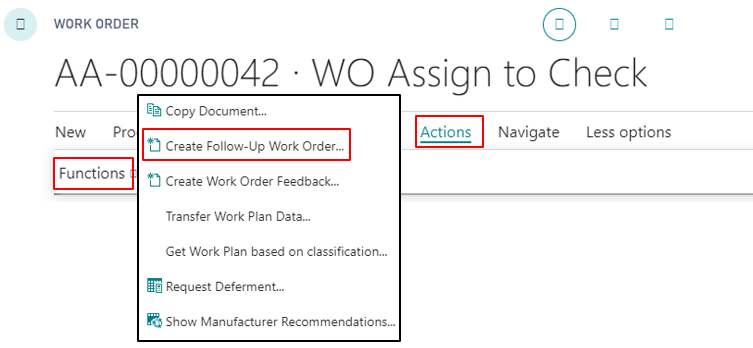 WORK ORDER
AA-00000042 · WO Assign to Check
New Pro Actions Navigate Less options
Functions
Copy Document...
Create Follow-Up Work Order...
Create Work Order Feedback...
Transfer Work Plan Data...
Get Work Plan based on classification...
Request Deferment...
Show Manufacturer Recommendations...